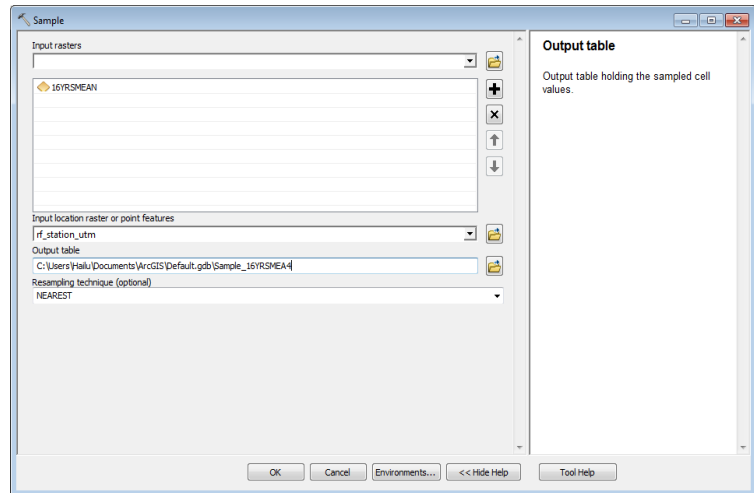 Sample
Input rasters
16YRSMEAN
Input location raster or point features
rf_station_utm
Output table
C:\Users\Hailu\Documents\ArcGIS\Default.gdb\Sample_16YRSMEA4
Resampling technique (optional)
NEAREST
OK
Cancel
Environments...
<< Hide Help
Output table
Output table holding the sampled cell
values.
Tool Help